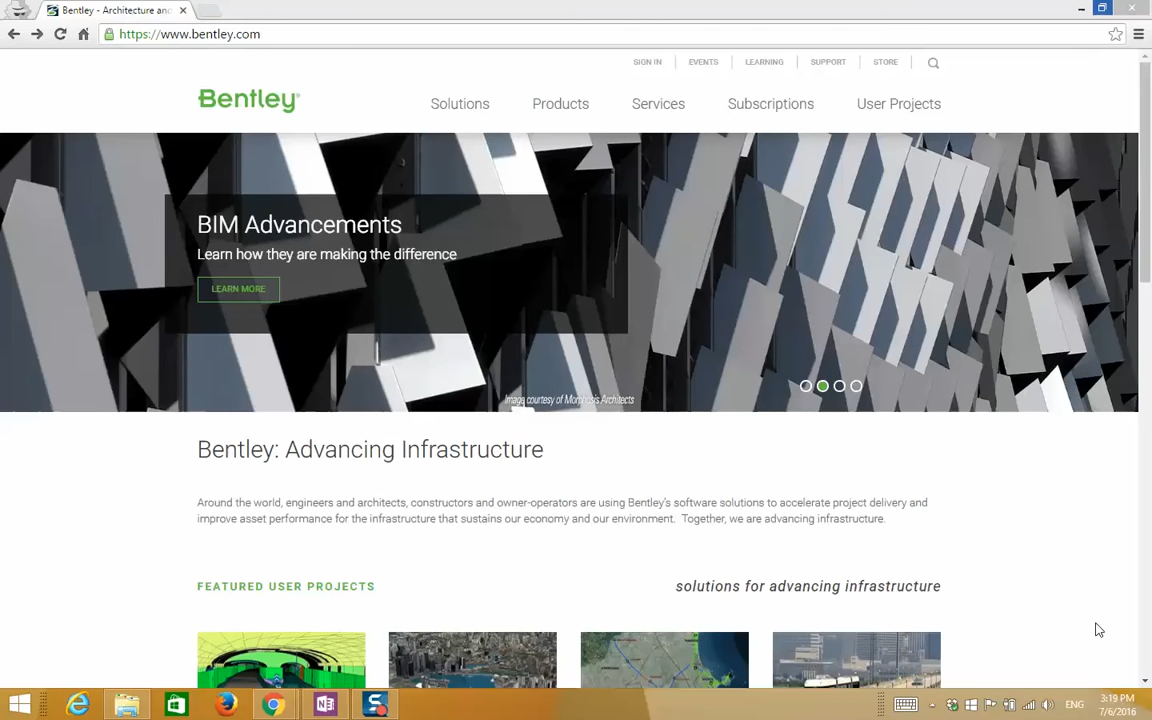 Bentley - Architecture and
https://www.bentley.com
SIGN IN EVENTS LEARNING SUPPORT STORE
Bentley®
Solutions Products Services Subscriptions User Projects
BIM Advancements
Learn how they are making the difference
LEARN MORE
Image courtesy of Morphosis Architects
Bentley: Advancing Infrastructure
Around the world, engineers and architects, constructors and owner-operators are using Bentley's software solutions to accelerate project delivery and
improve asset performance for the infrastructure that sustains our economy and our environment. Together, we are advancing infrastructure.
FEATURED USER PROJECTS
solutions for advancing infrastructure
ENG
3:19 PM
7/6/2016